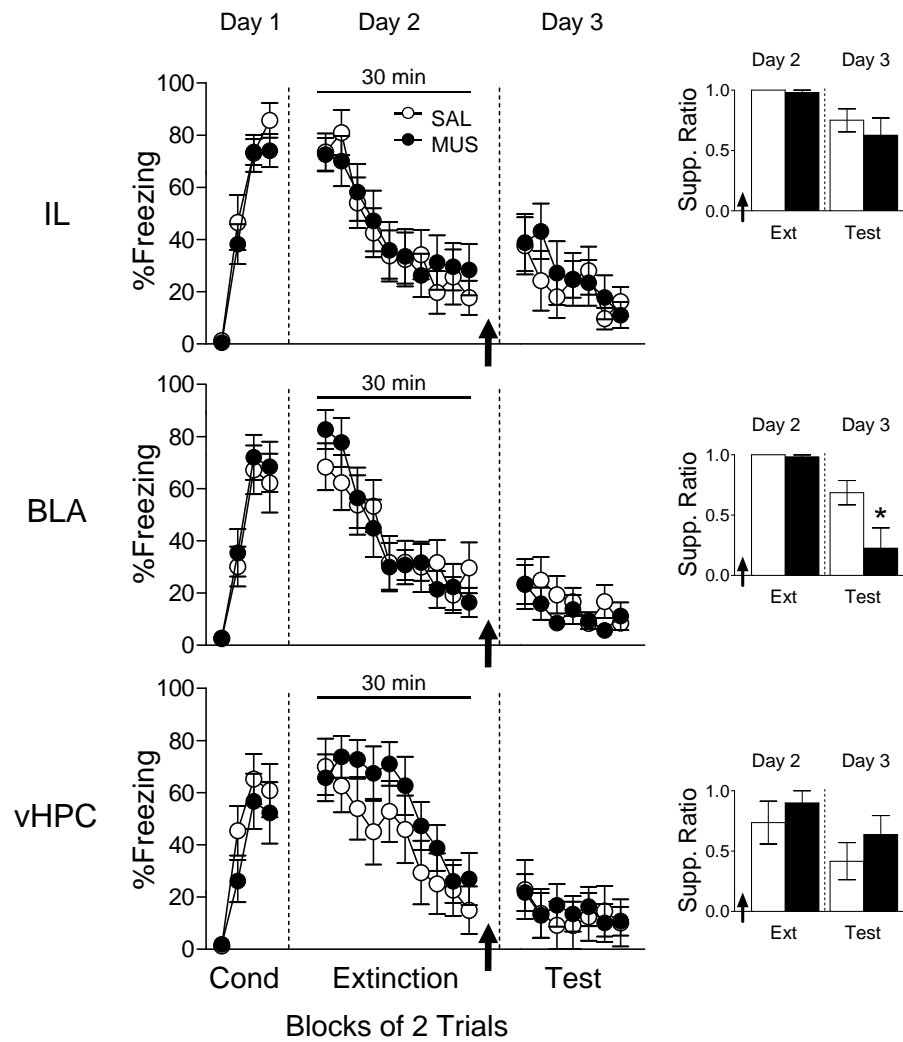 Day 1 Day 2 Day 3
30 min
SAL
MUS
IL
%Freezing
100
80
60
40
20
0
Day 2 Day 3
Supp. Ratio
1.0
0.5
0.0
Ext Test
30 min
BLA
%Freezing
100
80
60
40
20
0
Day 2 Day 3
Supp. Ratio
1.0
0.5
0.0
*
Ext Test
30 min
vHPC
%Freezing
100
80
60
40
20
0
Day 2 Day 3
Supp. Ratio
1.0
0.5
0.0
Ext Test
Cond Extinction Test
Blocks of 2 Trials